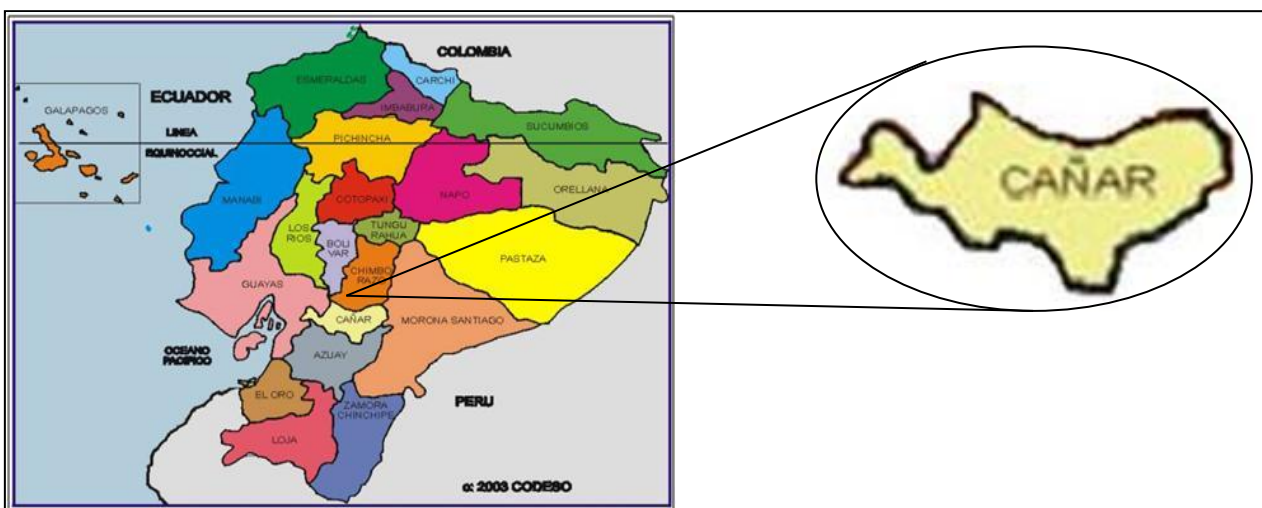 COLOMBIA
ESMERALDAS
CARCHI
ECUADOR
GALAPAGOS
IMBABURA
SUCUMBIOS
LINEA
EQUINOCCIAL
PICHINCHA
MANABI
COTOPAXI
NAPO
ORELLANA
LOS
RIOS
BOLI
VAR
TUNGU
RAHUA
PASTAZA
CHIMBO
RAZO
GUAYAS
CAÑAR
MORONA SANTIAGO
OCEANO
PACIFICO
AZUAY
EL ORO
ZAMORA
CHINCHIPE
PERU
LOJA
α: 2003 CODESO
CAÑAR